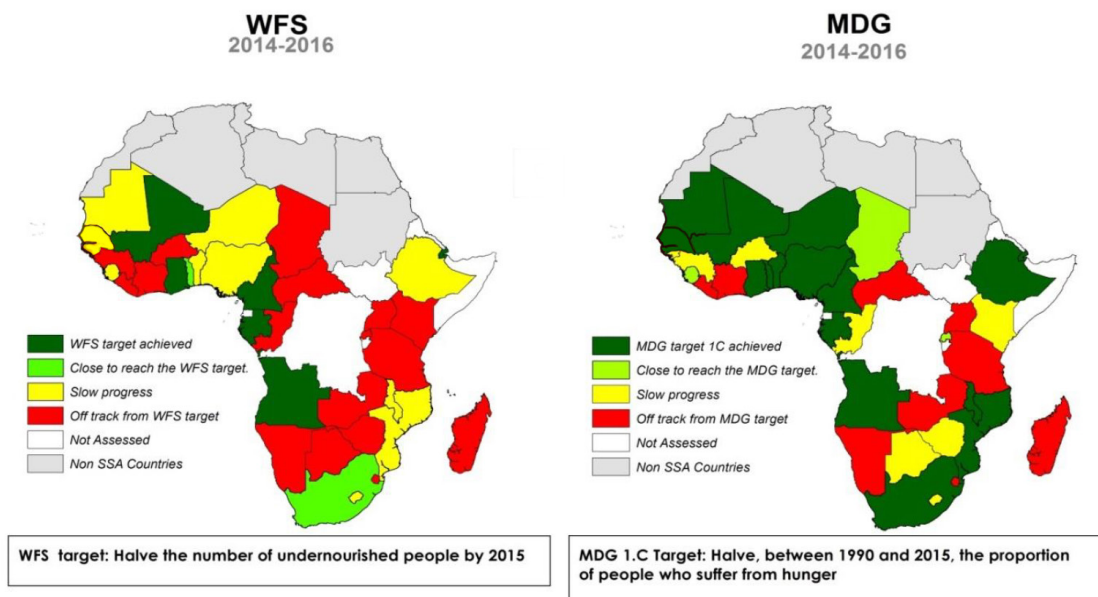 WFS
2014-2016
WFS target achieved
Close to reach the WFS target.
Slow progress
Off track from WFS target
Not Assessed
Non SSA Countries
WFS target: Halve the number of undernourished people by 2015
MDG
2014-2016
MDG target 1C achieved
Close to reach the MDG target.
Slow progress
Off track from MDG target
Not Assessed
Non SSA Countries
MDG 1.C Target: Halve, between 1990 and 2015, the proportion
of people who suffer from hunger